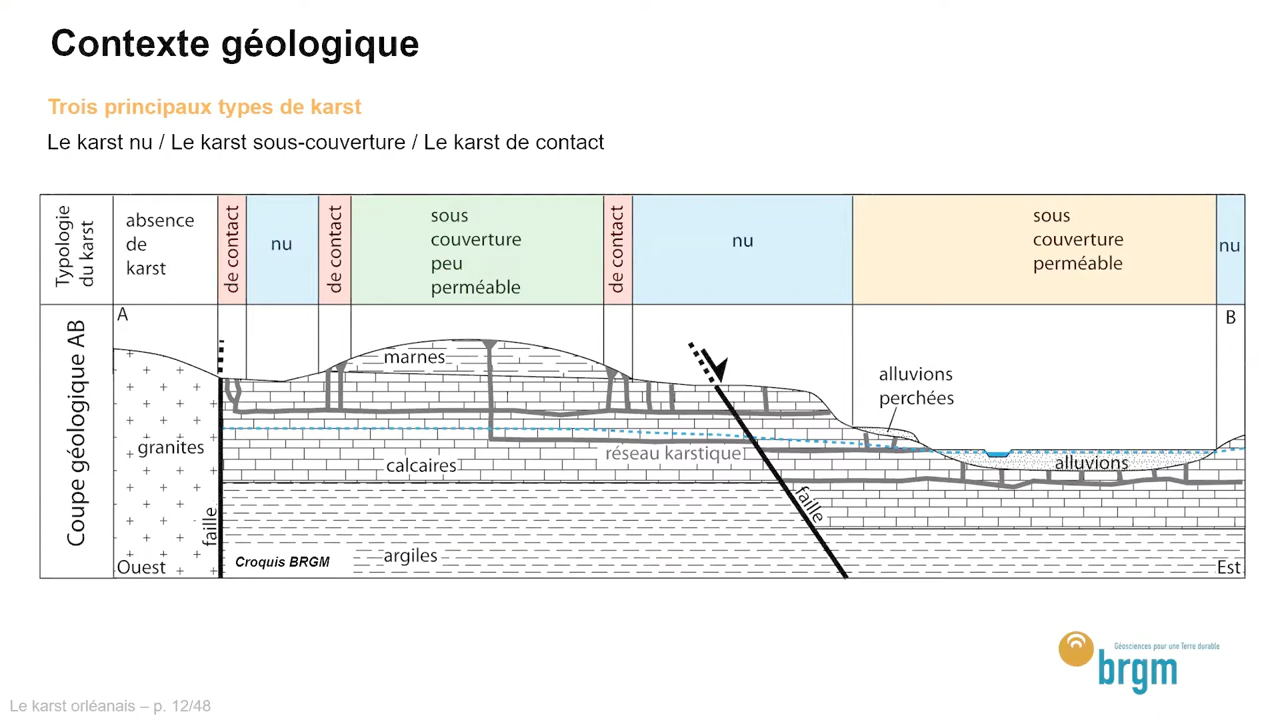 Contexte géologique
Trois principaux types de karst
Le karst nu / Le karst sous-couverture / Le karst de contact
Typologie
du karst
absence
de
karst
de contact
nu
de contact
sous
couverture
peu
perméable
de contact
nu
sous
couverture
perméable
nu
Coupe géologique AB
A
B
marnes
alluvions
perchées
granites
réseau karstique
calcaires
alluvions
faille
faille
argiles
Croquis BRGM
Ouest
Est
Géosciences pour une Terre durable
brgm
Le karst orléanais – p. 12/48